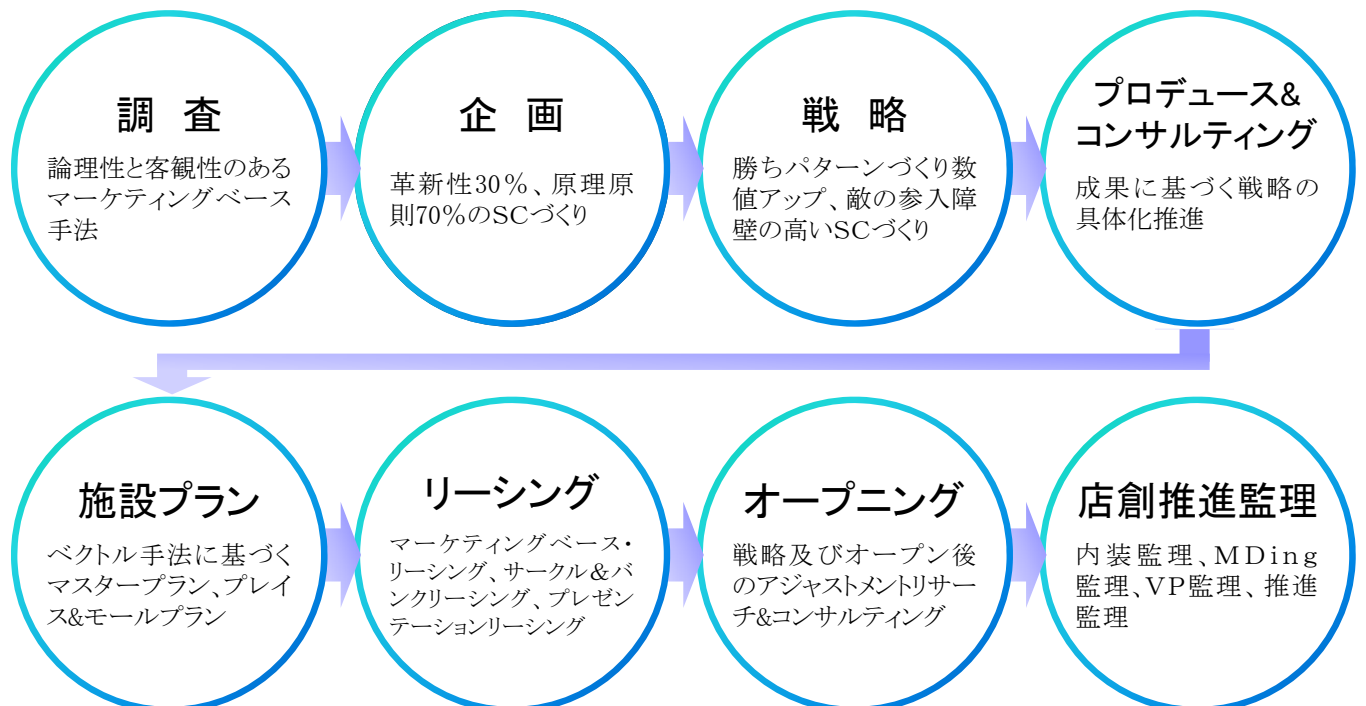 調 査
論理性と客観性のある
マーケティングベース
手法
企 画
革新性30％、原理原
則70％のSCづくり
戦 略
勝ちパターンづくり数
値アップ、敵の参入障
壁の高いSCづくり
プロデュース&
コンサルティング
成果に基づく戦略の
具体化推進
施設プラン
ベクトル手法に基づく
マスタープラン、プレイ
ス&モールプラン
リーシング
マーケティングベース・
リーシング、サークル＆バ
ンクリーシング、プレゼン
テーションリーシング
オープニング
戦略及びオープン後
のアジャストメントリサー
チ&コンサルティング
店創推進監理
内装監理、MDing
監理、VP監理、推進
監理